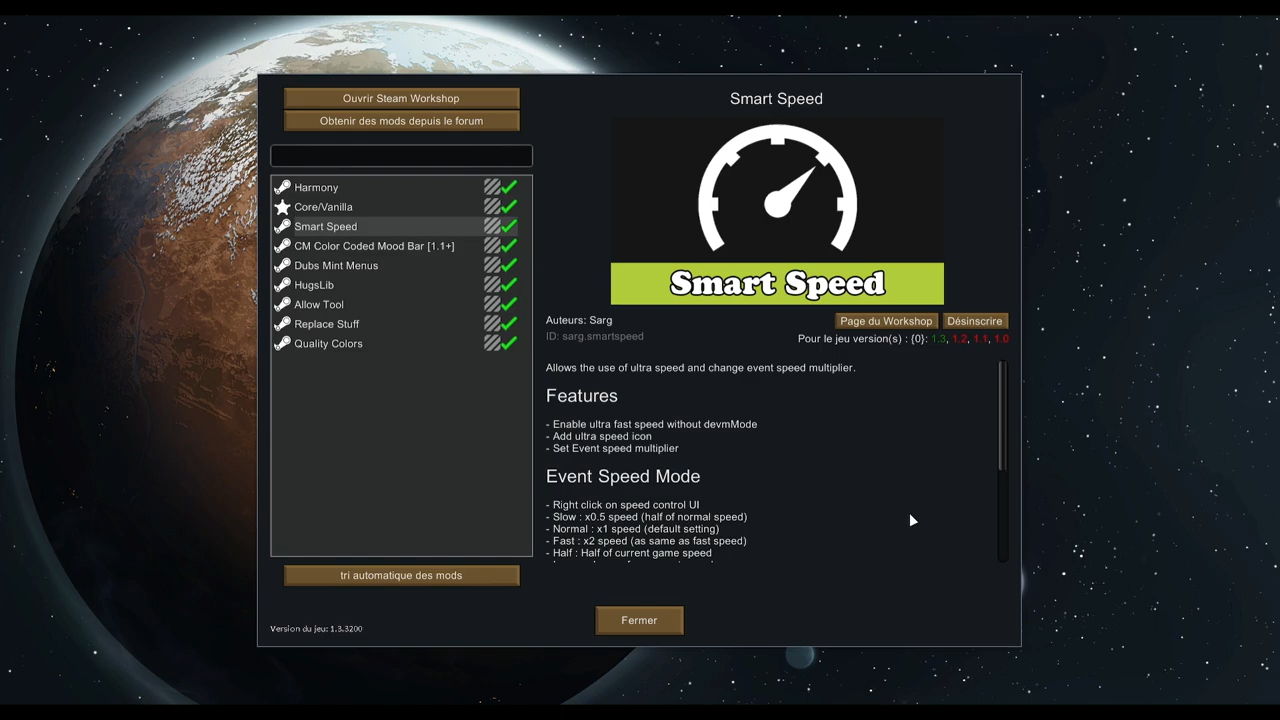 Ouvrir Steam Workshop
Obtenir des mods depuis le forum
Harmony
Core/Vanilla
Smart Speed
CM Color Coded Mood Bar [1.1+]
Dubs Mint Menus
HugsLib
Allow Tool
Replace Stuff
Quality Colors
tri automatique des mods
Version du jeu: 1.3.3200
Smart Speed
Smart Speed
Auteurs: Sarg
Page du Workshop
Désinscrire
ID: sarg.smartspeed
Pour le jeu version(s) : {0}: 1.3, 1.2, 1.1, 1.0
Allows the use of ultra speed and change event speed multiplier.
Features
- Enable ultra fast speed without devmMode
- Add ultra speed icon
- Set Event speed multiplier
Event Speed Mode
- Right click on speed control UI
- Slow : x0.5 speed (half of normal speed)
- Normal : x1 speed (default setting)
- Fast : x2 speed (as same as fast speed)
- Half : Half of current game speed
Fermer